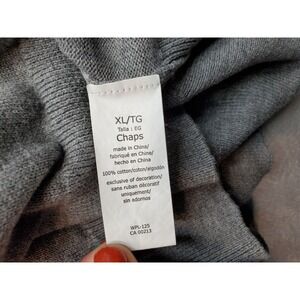 XL/TG
Talla : EG
Chaps
made in China/
fabriqué en China/
hecho en China
100% cotton/coton/algodón
exclusive of decoration/
sans ruban décoratif
uniquement/
sin adornos
WPL-125
CA 00213